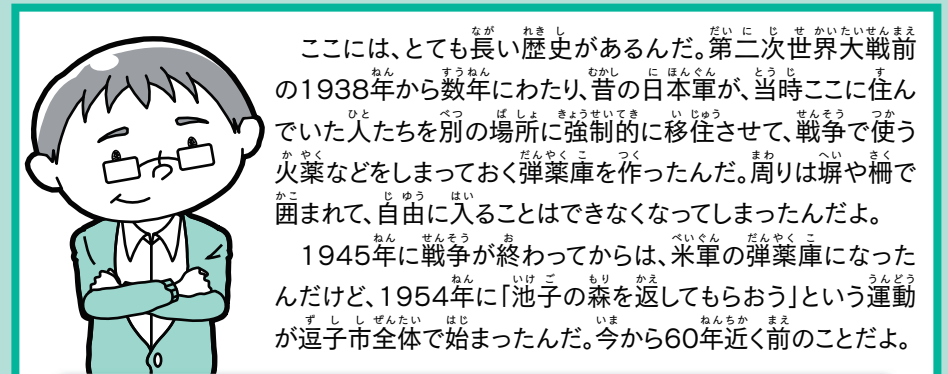 ここには、とても長い歴史があるんだ。第二次世界大戦前
の1938年から数年にわたり、昔の日本軍が、当時ここに住ん
でいた人たちを別の場所に強制的に移住させて、戦争で使う
火薬などをしまっておく弾薬庫を作ったんだ。周りは塀や柵で
囲まれて、自由に入ることはできなくなってしまったんだよ。
1945年に戦争が終わってからは、米軍の弾薬庫になった
んだけど、1954年に「池子の森を返してもらおう」という運動
が逗子市全体で始まったんだ。今から60年近く前のことだよ。